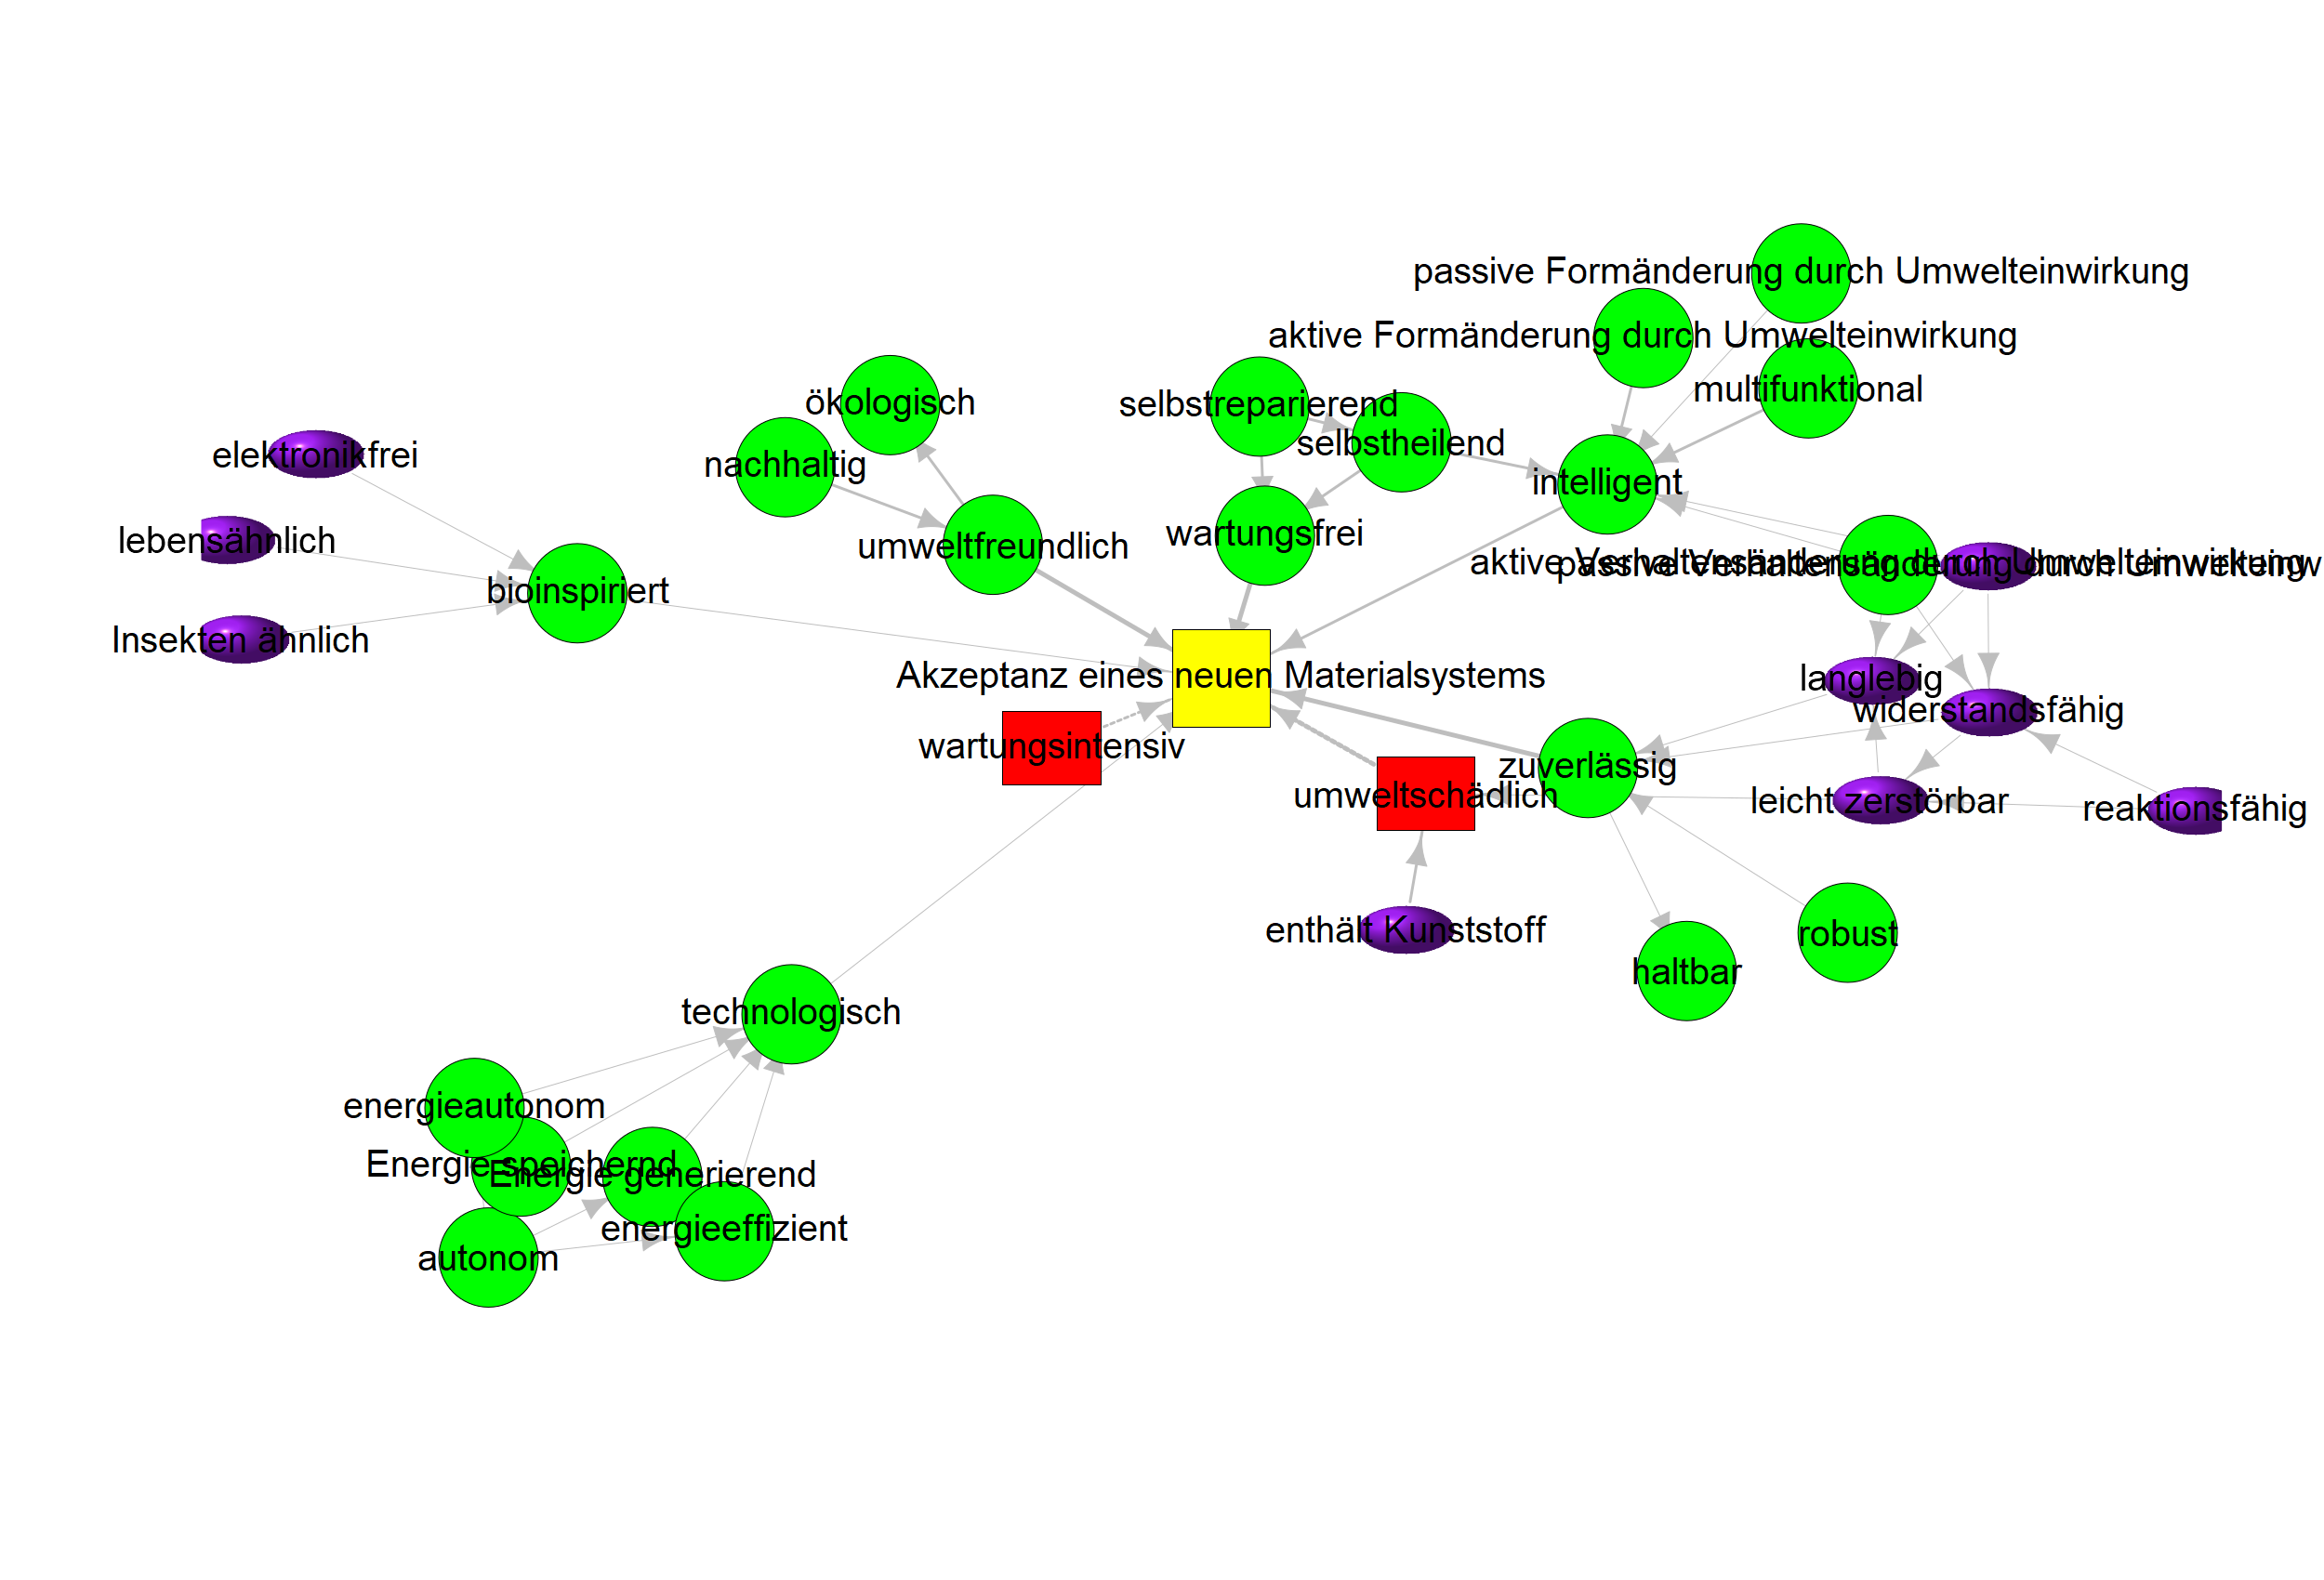 passive Formänderung durch Umwelteinwirkung
aktive Formänderung durch Umwelteinwirkung
multifunktional
ökologisch
selbstreparierend
selbstheilend
elektronikfrei
nachhaltig
intelligent
lebensähnlich
umweltfreundlich
wartungsfrei
aktive Verhaltensänderung durch Umwelteinwirkung
passive Verhaltensänderung durch
bioinspiriert
Insekten ähnlich
Akzeptanz eines neuen Materialsystems
langlebig
widerstandsfähig
wartungsintensiv
zuverlässig
umweltschädlich
leicht zerstörbar
reaktionsfähig
enthält Kunststoff
robust
haltbar
technologisch
energieautonom
Energie speichernd
Energie generierend
energieeffizient
autonom